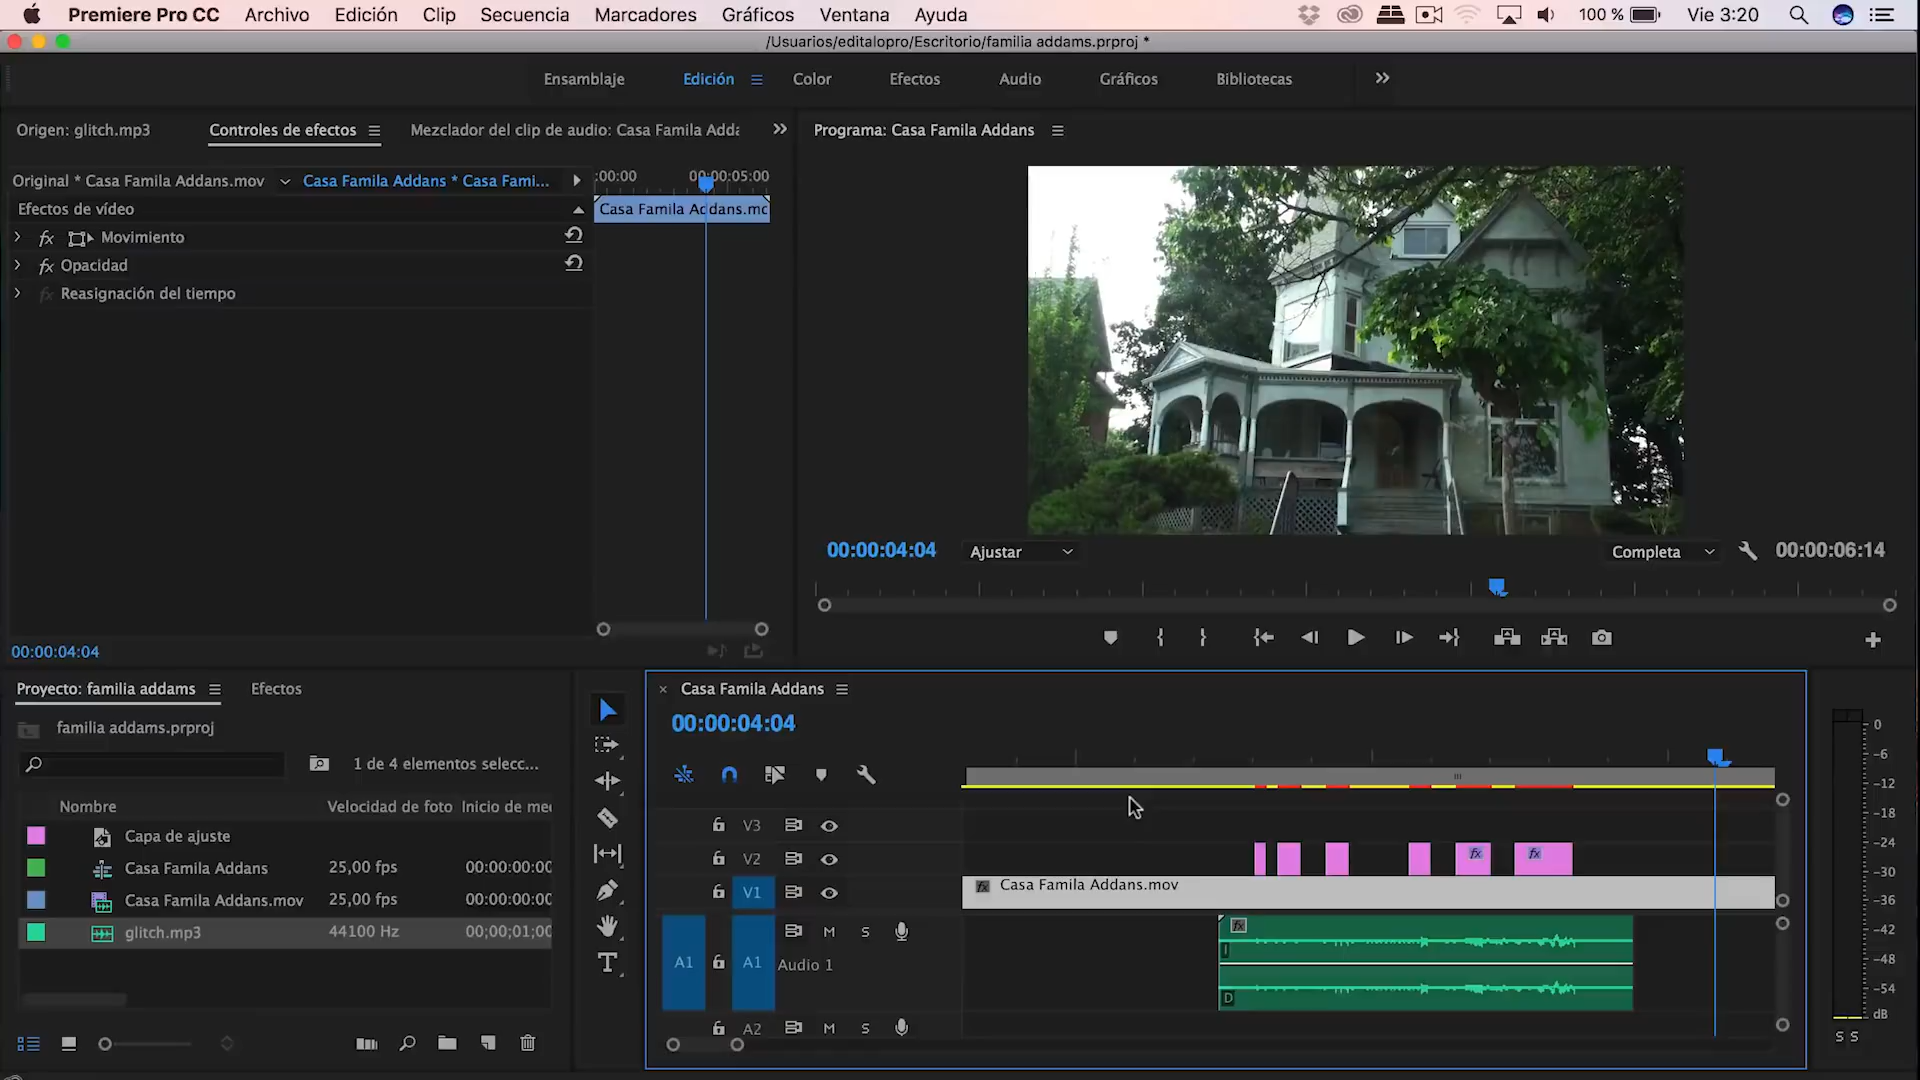 Premiere Pro CC Archivo Edición Clip Secuencia Marcadores Gráficos Ventana Ayuda 100 % Vie 3:20
/Usuarios/editalopro/Escritorio/familia addams.prproj *
Ensamblaje Edición Color Efectos Audio Gráficos Bibliotecas
Origen: glitch.mp3 Controles de efectos Mezclador del clip de audio: Casa Famila Adda Programa: Casa Famila Addans
Original * Casa Famila Addans.mov Casa Famila Addans * Casa Fami... ;00:00 00:00:05:00
Efectos de vídeo Casa Famila Addans.mc
fx Movimiento
fx Opacidad
fx Reasignación del tiempo
00:00:04:04 Ajustar Completa 00:00:06:14
00:00:04:04
Proyecto: familia addams Efectos Casa Famila Addans
familia addams.prproj 00:00:04:04
1 de 4 elementos selecc...
Nombre Velocidad de foto Inicio de me
Capa de ajuste
Casa Famila Addans 25,00 fps 00:00:00:00
Casa Famila Addans.mov 25,00 fps 00:00:00:00
glitch.mp3 44100 Hz 00;00;01;00
V3
V2 fx fx
V1 fx Casa Famila Addans.mov
M S fx
A1 A1 Audio 1 I
D
A2 M S
0
-6
-12
-18
-24
-30
-36
-42
-48
-54
dB
S S